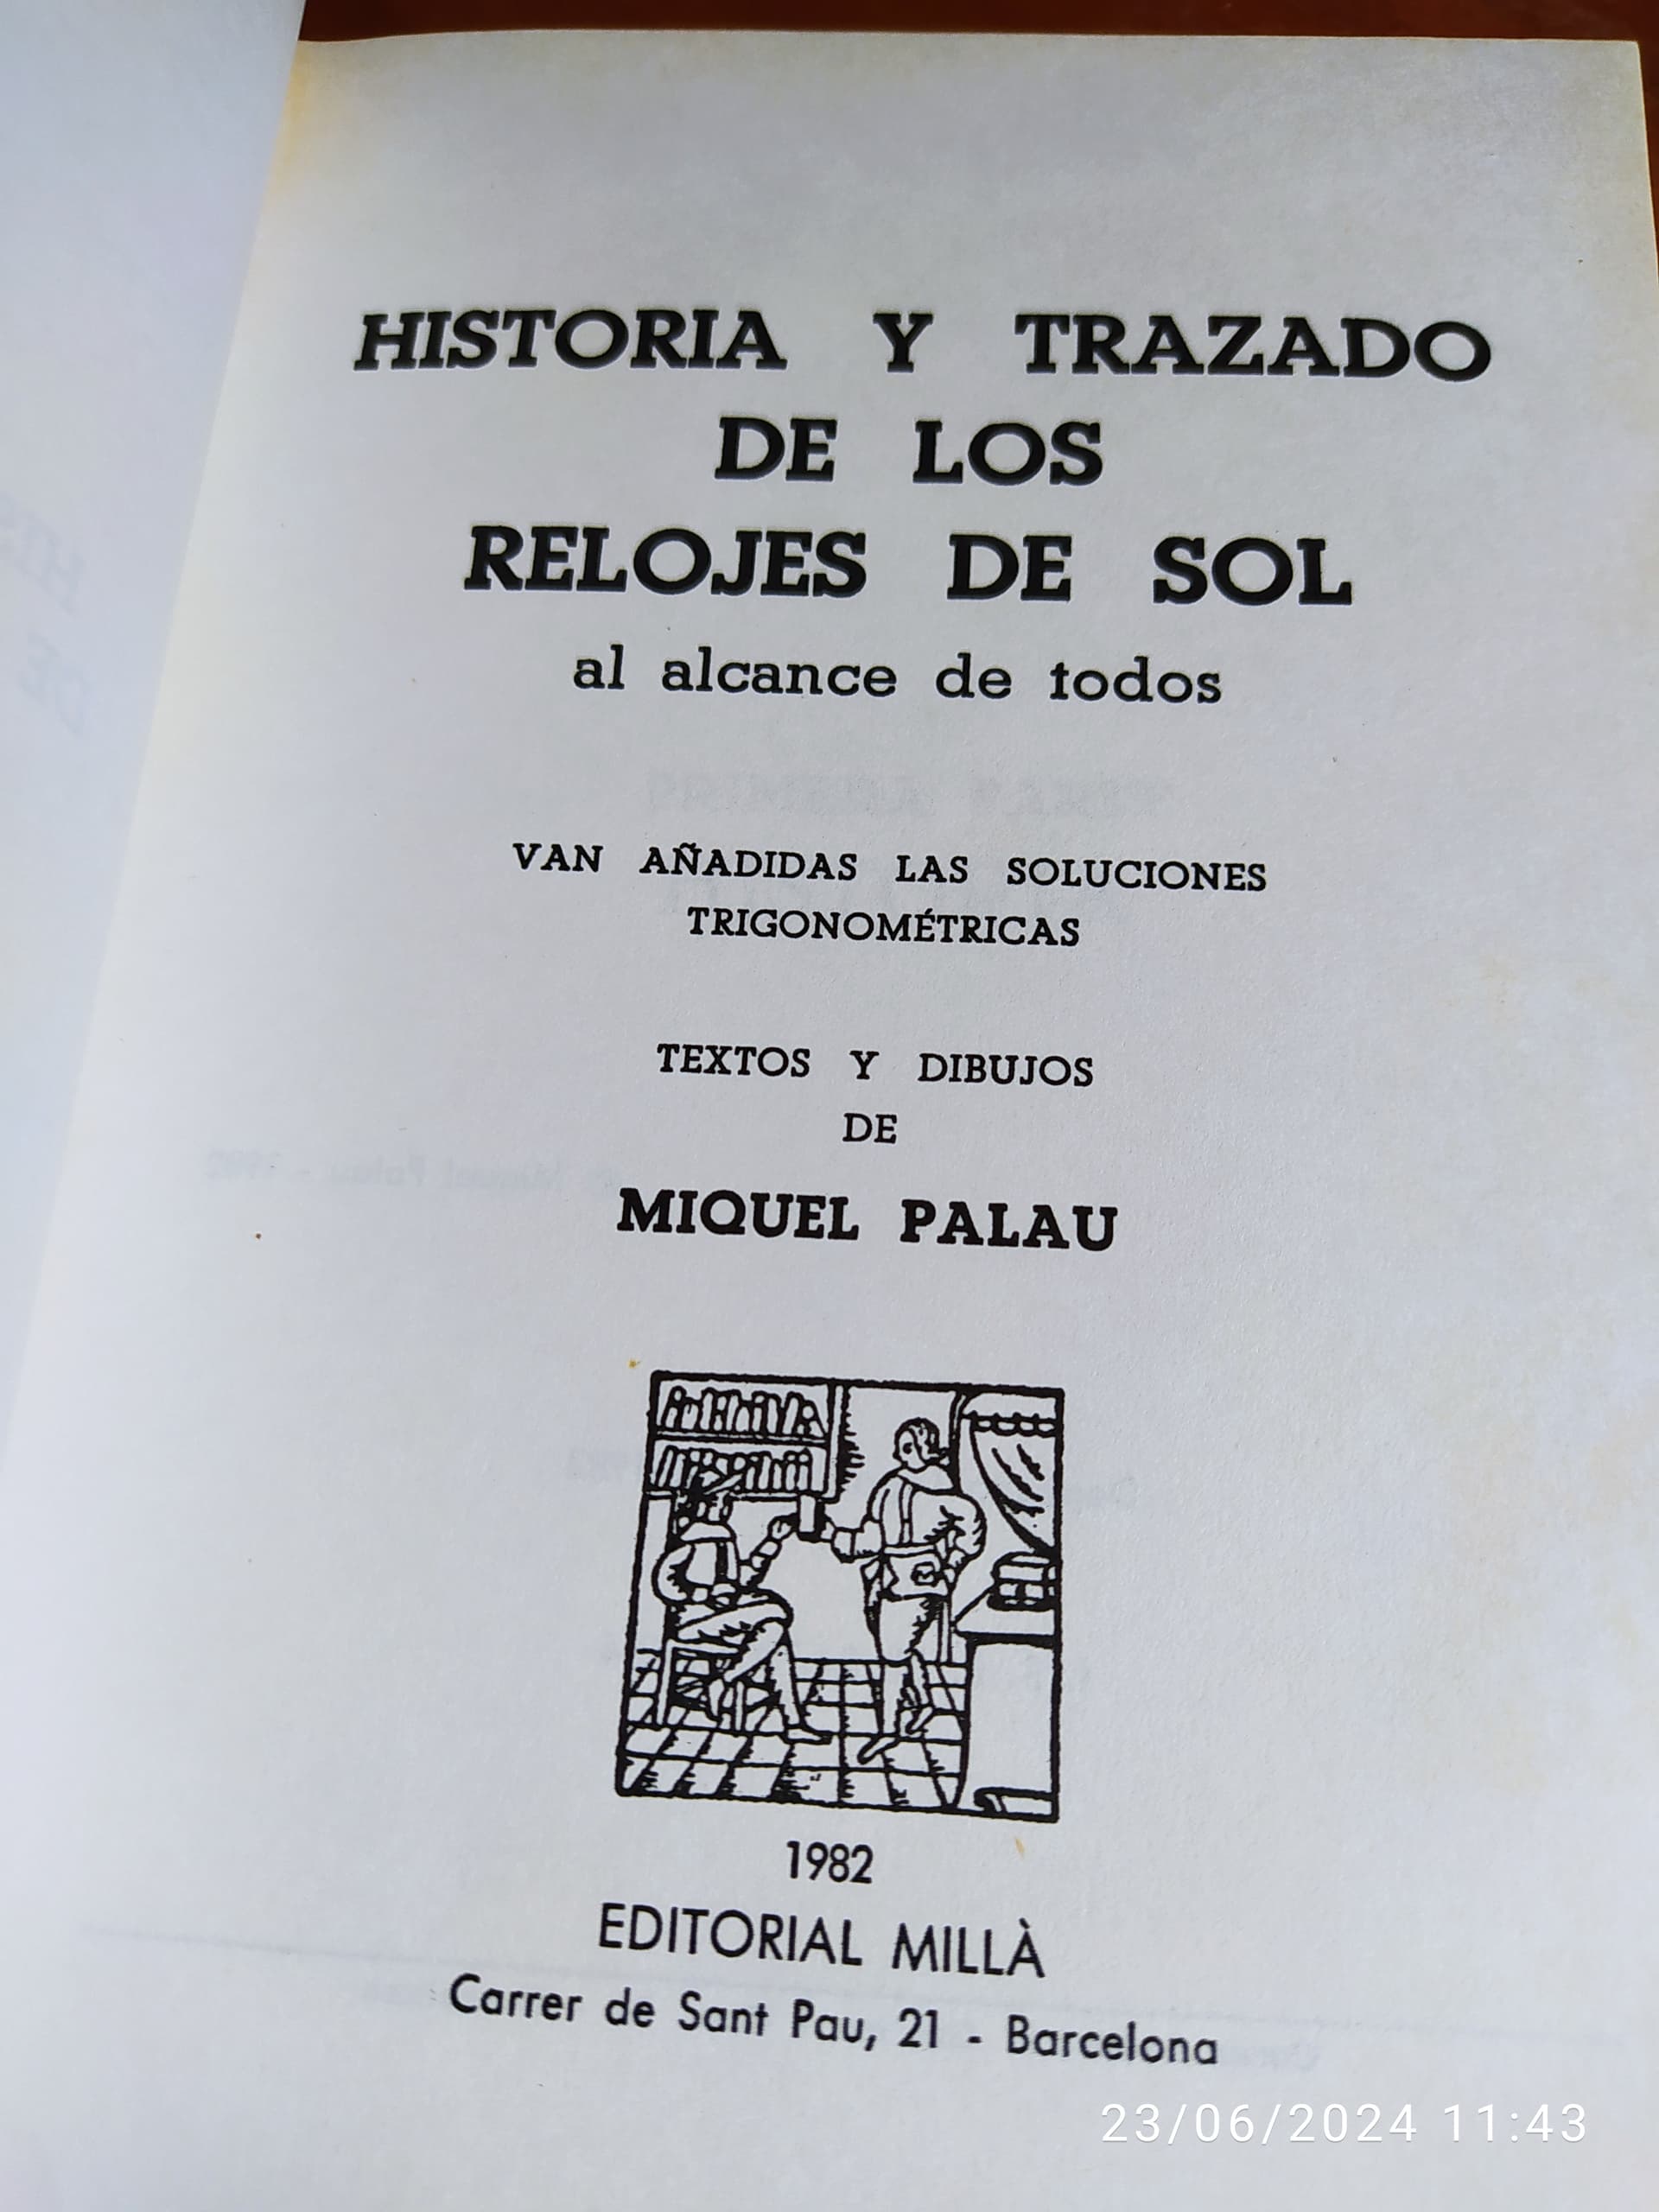 HISTORIA Y TRAZADO
DE LOS
RELOJES DE SOL
al alcance de todos
VAN AÑADIDAS LAS SOLUCIONES
TRIGONOMÉTRICAS
TEXTOS Y DIBUJOS
DE
MIQUEL PALAU
1982
EDITORIAL MILLÀ
Carrer de Sant Pau, 21 - Barcelona
23/06/2024 11:43